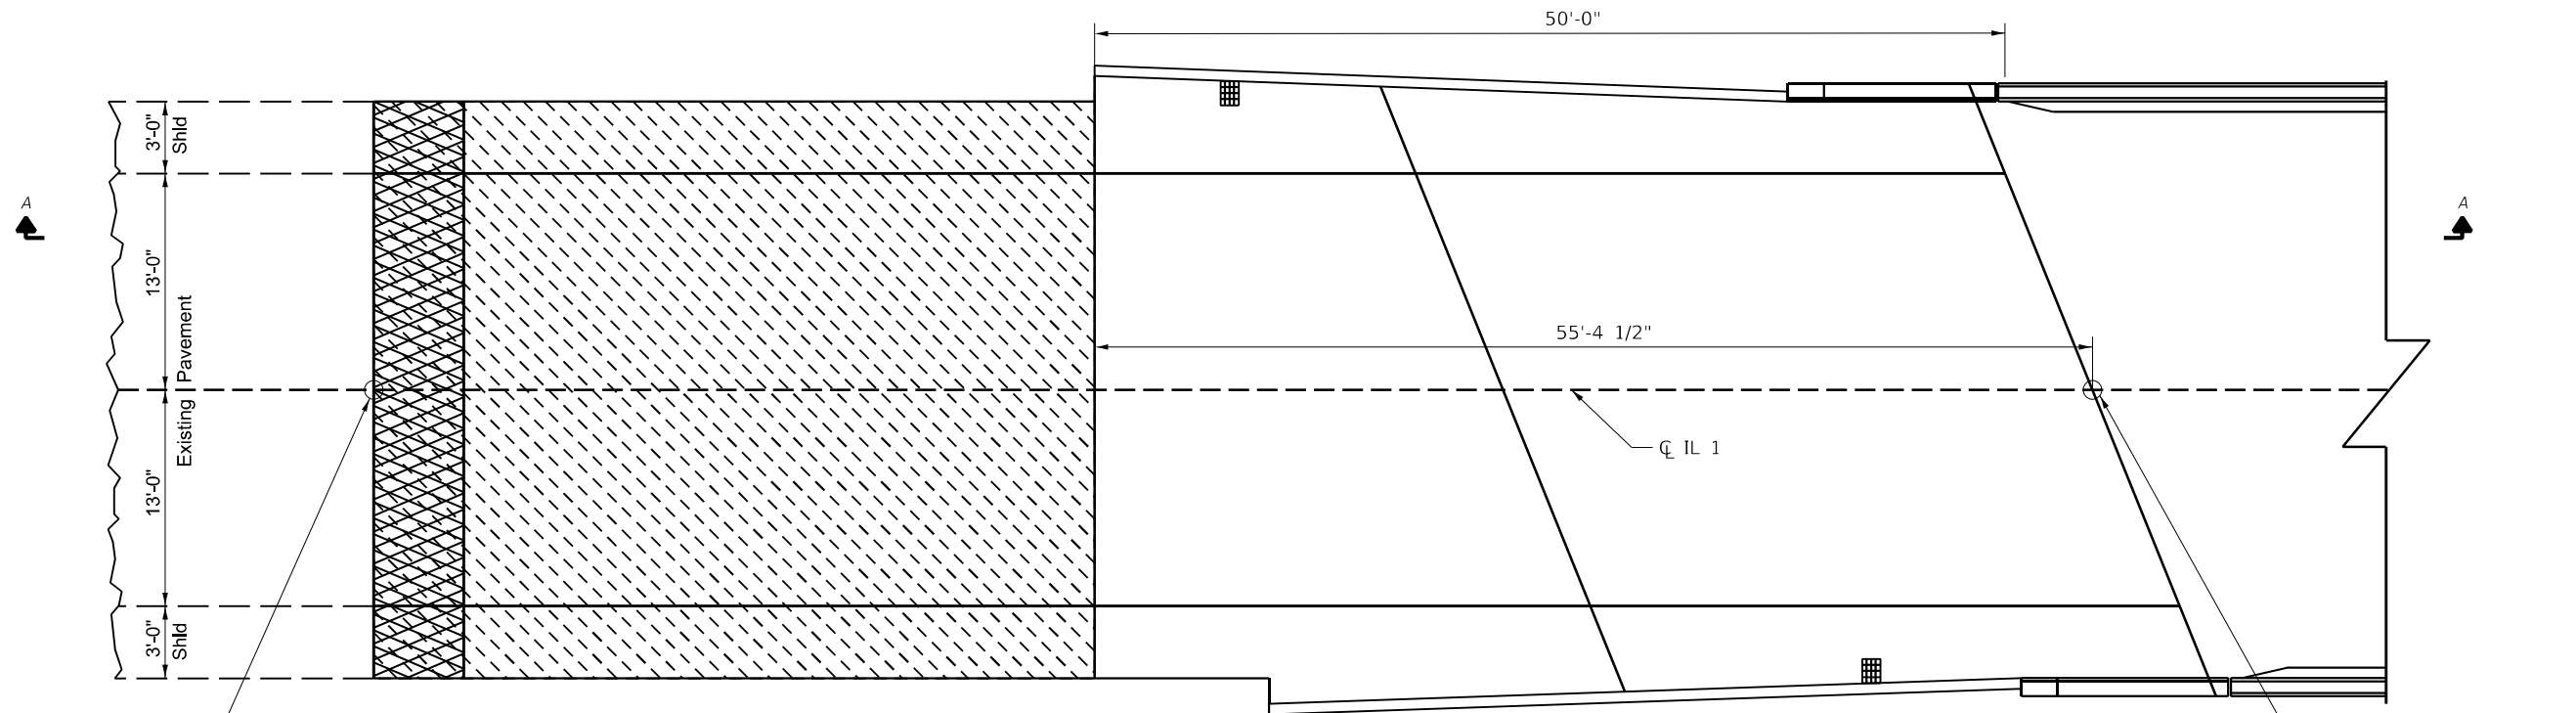 50'-0"
3'-0"
Shld
A
A
13'-0"
Existing Pavement
55'-4 1/2"
℄ IL 1
13'-0"
3'-0"
Shld